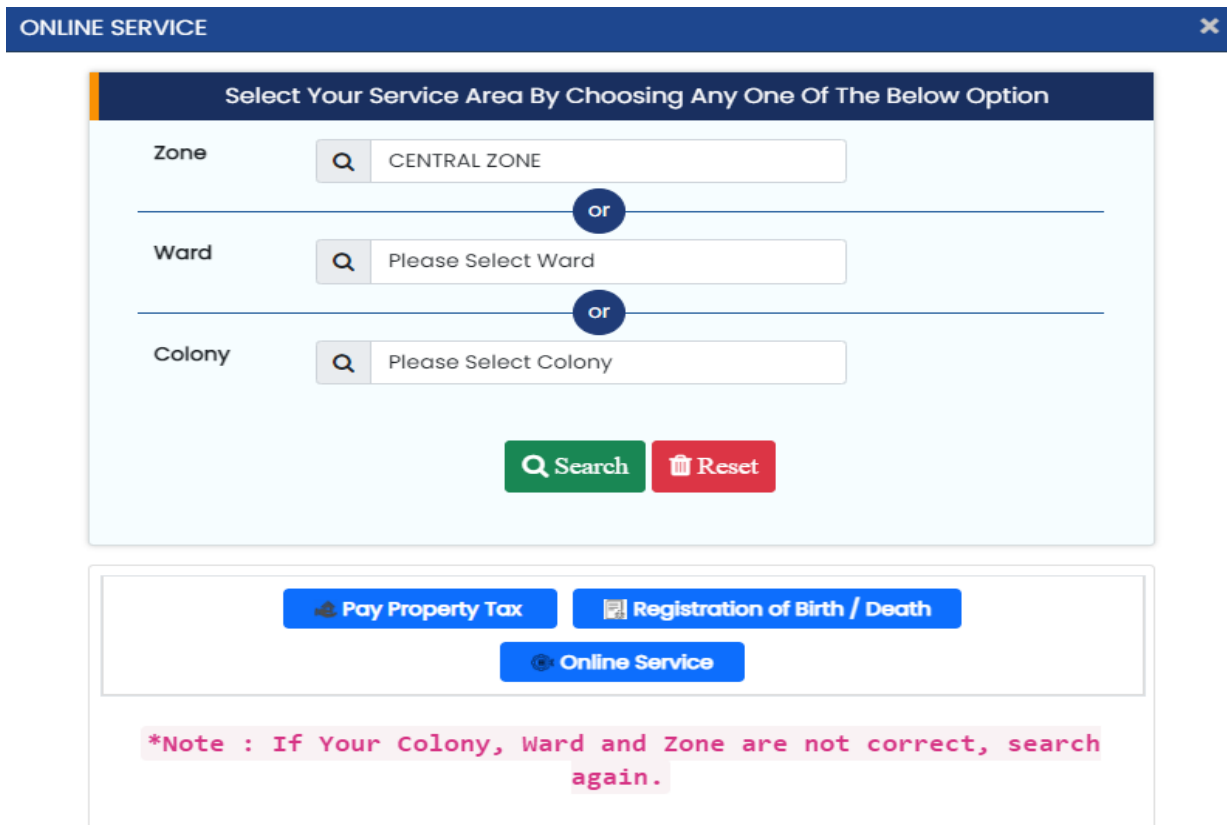 ONLINE SERVICE ×
Select Your Service Area By Choosing Any One Of The Below Option
Zone CENTRAL ZONE
or
Ward Please Select Ward
or
Colony Please Select Colony
Search Reset
Pay Property Tax Registration of Birth / Death
Online Service
*Note : If Your Colony, Ward and Zone are not correct, search
again.